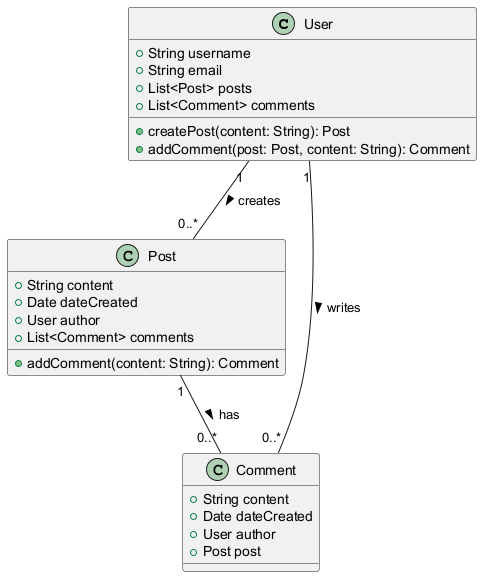 C User
String username
String email
List<Post> posts
List<Comment> comments
createPost(content: String): Post
addComment(post: Post, content: String): Comment
1
1
creates
0..*
C Post
String content
Date dateCreated
User author
List<Comment> comments
addComment(content: String): Comment
writes
1
has
0..*
0..*
C Comment
String content
Date dateCreated
User author
Post post